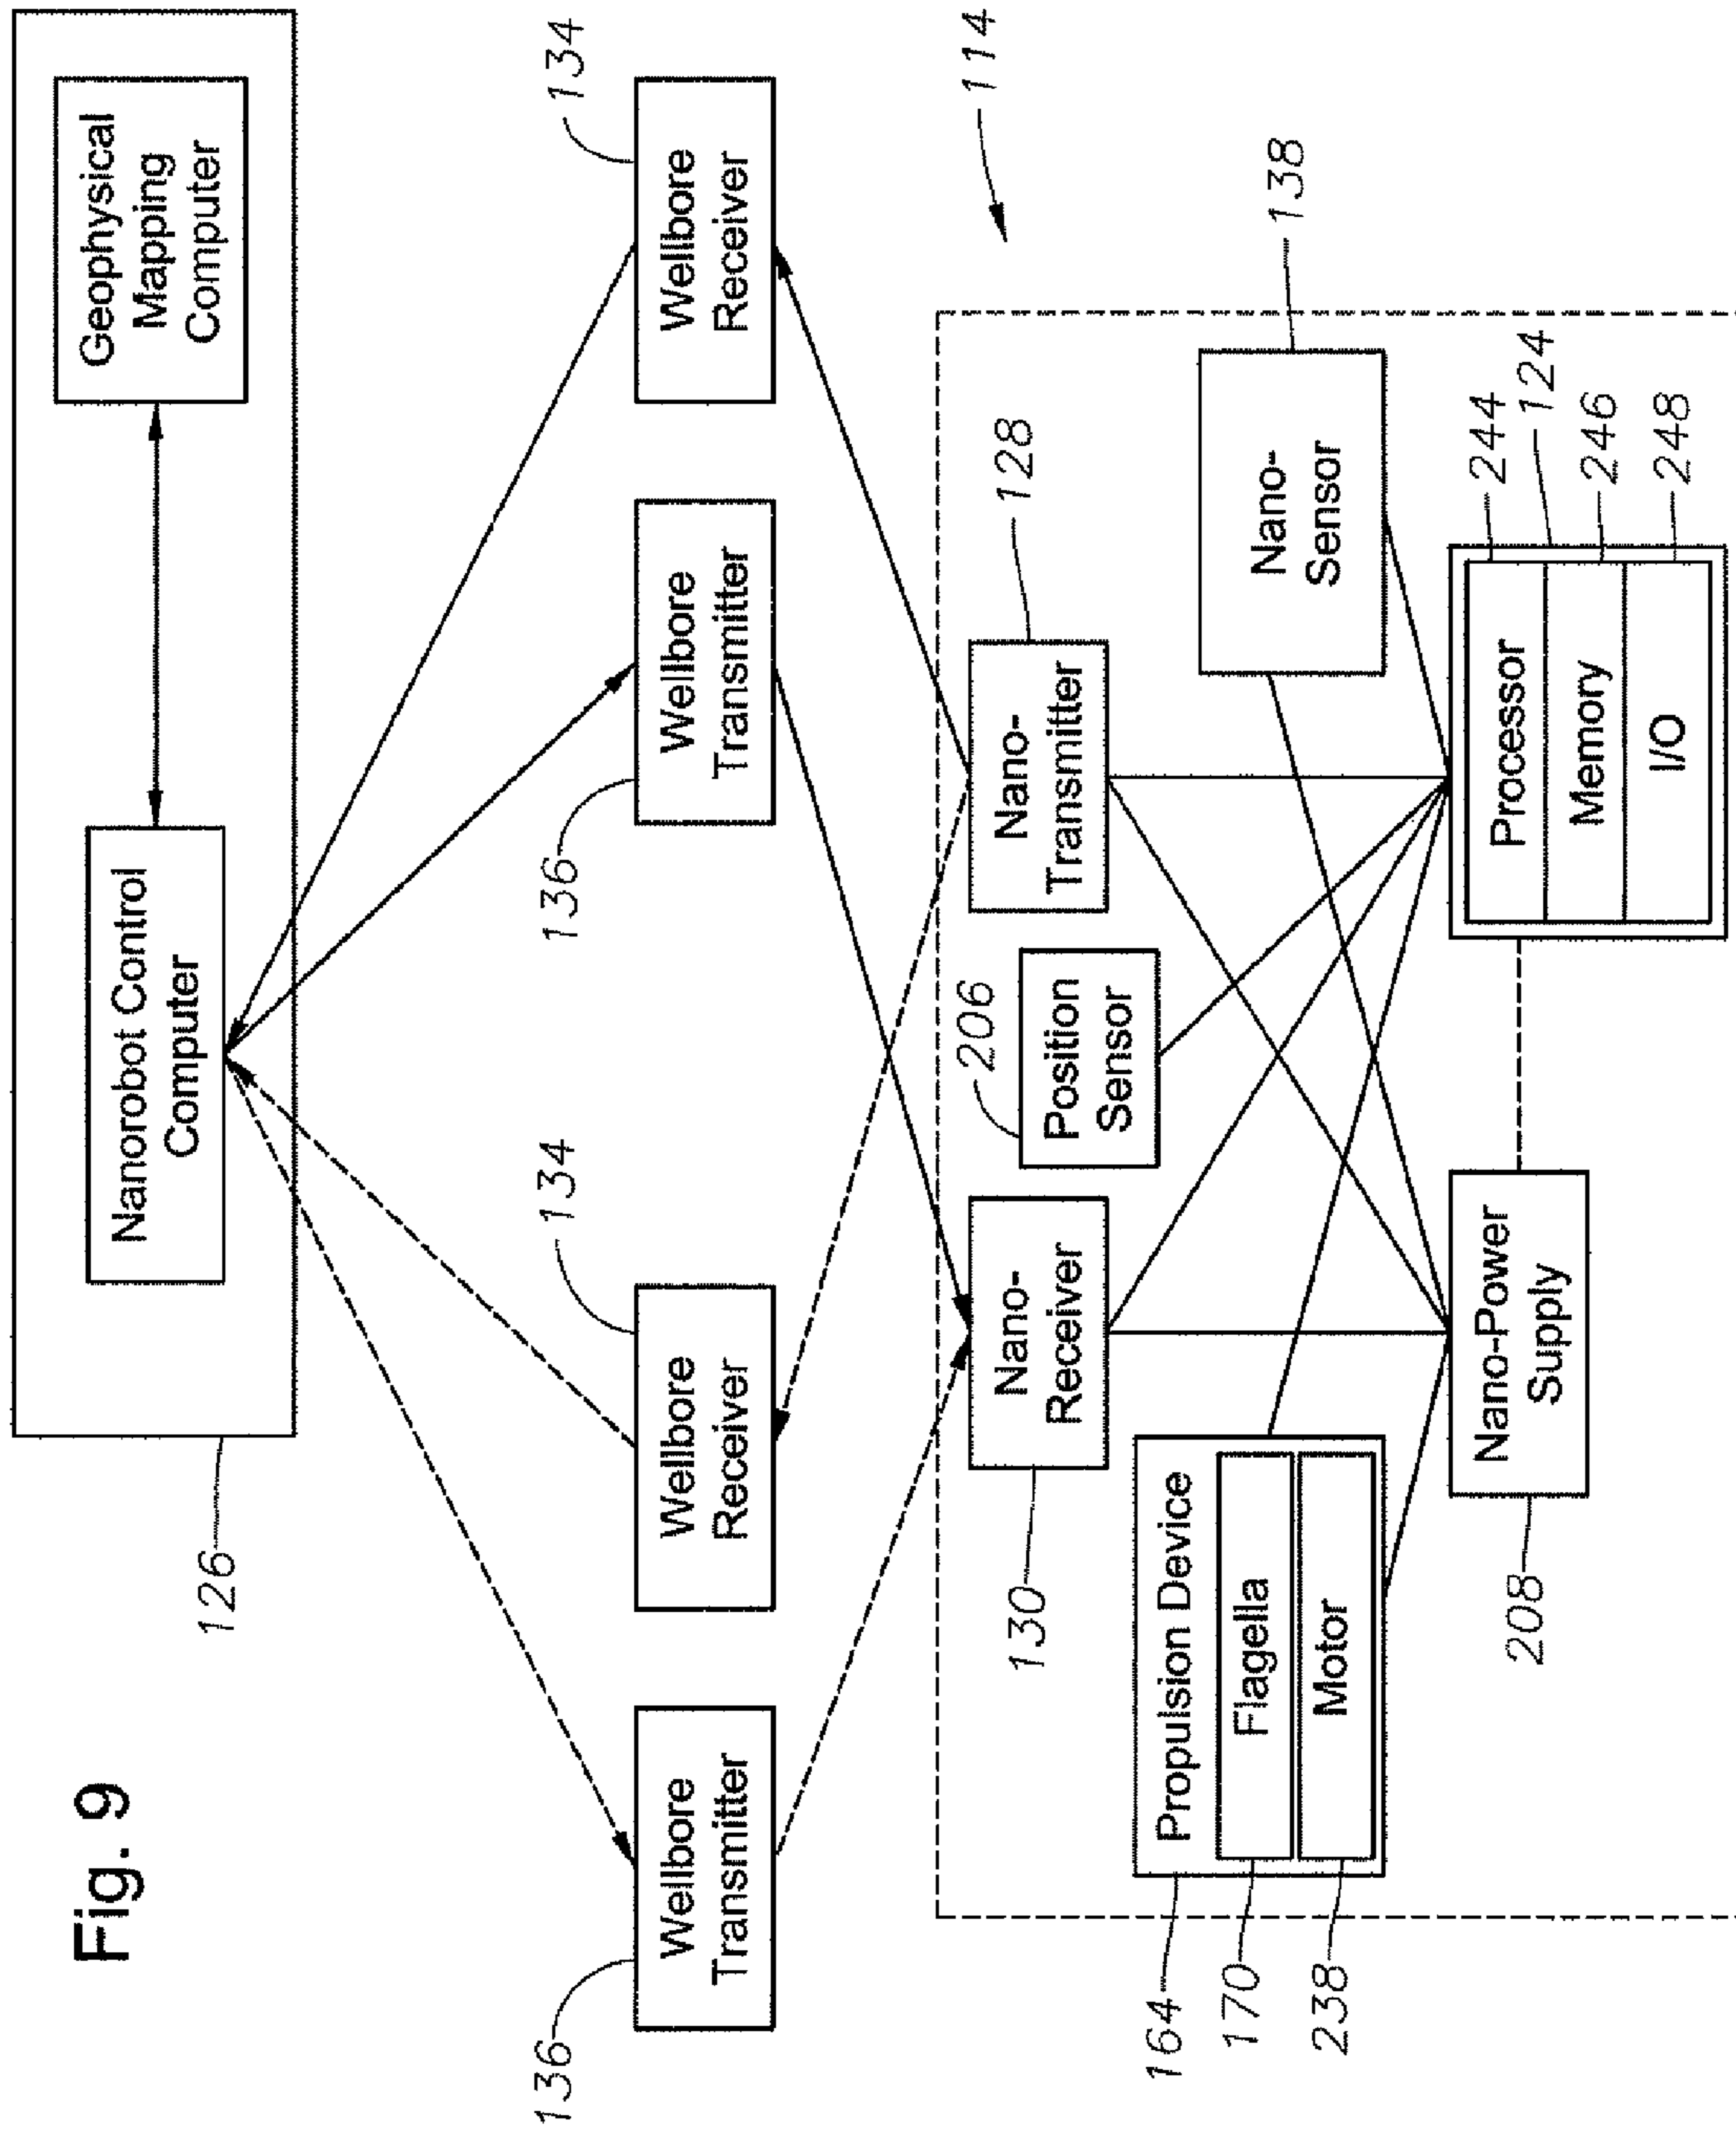 Fig. 9
Nanorobot Control
Computer
Geophysical
Mapping
Computer
126
136
Wellbore
Transmitter
134
Wellbore
Receiver
136
Wellbore
Transmitter
134
Wellbore
Receiver
114
130
Nano-
Receiver
206
Position
Sensor
128
Nano-
Transmitter
138
Nano-
Sensor
164
Propulsion Device
170
Flagella
238
Motor
208
Nano-Power
Supply
Processor
244
124
Memory
246
I/O
248